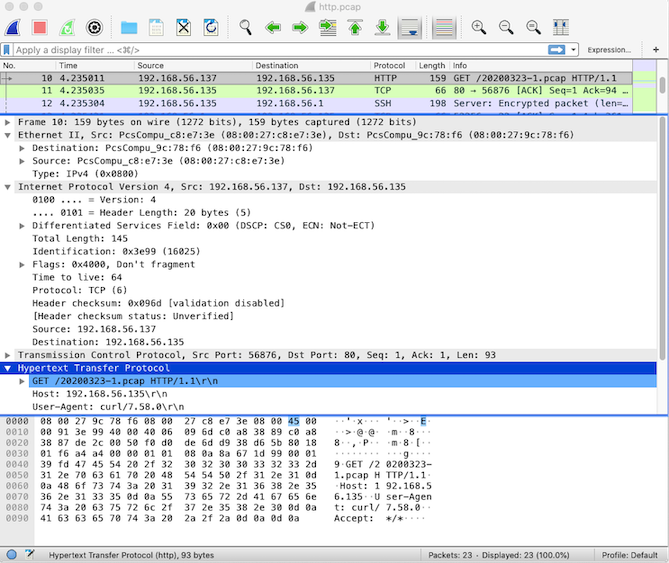 http.pcap
Apply a display filter ... <⌘/>
Expression...
+
No. Time Source Destination Protocol Length Info
10 4.235011 192.168.56.137 192.168.56.135 HTTP 159 GET /20200323-1.pcap HTTP/1.1
11 4.235035 192.168.56.135 192.168.56.137 TCP 66 80 → 56876 [ACK] Seq=1 Ack=94 ...
12 4.235304 192.168.56.135 192.168.56.1 SSH 198 Server: Encrypted packet (len=...
Frame 10: 159 bytes on wire (1272 bits), 159 bytes captured (1272 bits)
Ethernet II, Src: PcsCompu_c8:e7:3e (08:00:27:c8:e7:3e), Dst: PcsCompu_9c:78:f6 (08:00:27:9c:78:f6)
Destination: PcsCompu_9c:78:f6 (08:00:27:9c:78:f6)
Source: PcsCompu_c8:e7:3e (08:00:27:c8:e7:3e)
Type: IPv4 (0x0800)
Internet Protocol Version 4, Src: 192.168.56.137, Dst: 192.168.56.135
0100 .... = Version: 4
.... 0101 = Header Length: 20 bytes (5)
Differentiated Services Field: 0x00 (DSCP: CS0, ECN: Not-ECT)
Total Length: 145
Identification: 0x3e99 (16025)
Flags: 0x4000, Don't fragment
Time to live: 64
Protocol: TCP (6)
Header checksum: 0x096d [validation disabled]
[Header checksum status: Unverified]
Source: 192.168.56.137
Destination: 192.168.56.135
Transmission Control Protocol, Src Port: 56876, Dst Port: 80, Seq: 1, Ack: 1, Len: 93
Hypertext Transfer Protocol
GET /20200323-1.pcap HTTP/1.1\r\n
Host: 192.168.56.135\r\n
User-Agent: curl/7.58.0\r\n
0000 08 00 27 9c 78 f6 08 00 27 c8 e7 3e 08 00 45 00 ··'·x··· '··>··E·
0010 00 91 3e 99 40 00 40 06 09 6d c0 a8 38 89 c0 a8 ··>·@·@· ·m··8···
0020 38 87 de 2c 00 50 f0 d0 de 6d d9 38 d6 5b 80 18 8··,·P·· ·m·8·[··
0030 01 f6 a4 a4 00 00 01 01 08 0a 8a 67 1d 99 00 01 ········ ···g····
0040 39 fd 47 45 54 20 2f 32 30 32 30 30 33 32 33 2d 9·GET /2 0200323-
0050 31 2e 70 63 61 70 20 48 54 54 50 2f 31 2e 31 0d 1.pcap H TTP/1.1·
0060 0a 48 6f 73 74 3a 20 31 39 32 2e 31 36 38 2e 35 ·Host: 1 92.168.5
0070 36 2e 31 33 35 0d 0a 55 73 65 72 2d 41 67 65 6e 6.135··U ser-Agen
0080 74 3a 20 63 75 72 6c 2f 37 2e 35 38 2e 30 0d 0a t: curl/ 7.58.0··
0090 41 63 63 65 70 74 3a 20 2a 2f 2a 0d 0a 0d 0a Accept: */*····
Hypertext Transfer Protocol (http), 93 bytes
Packets: 23 · Displayed: 23 (100.0%)
Profile: Default